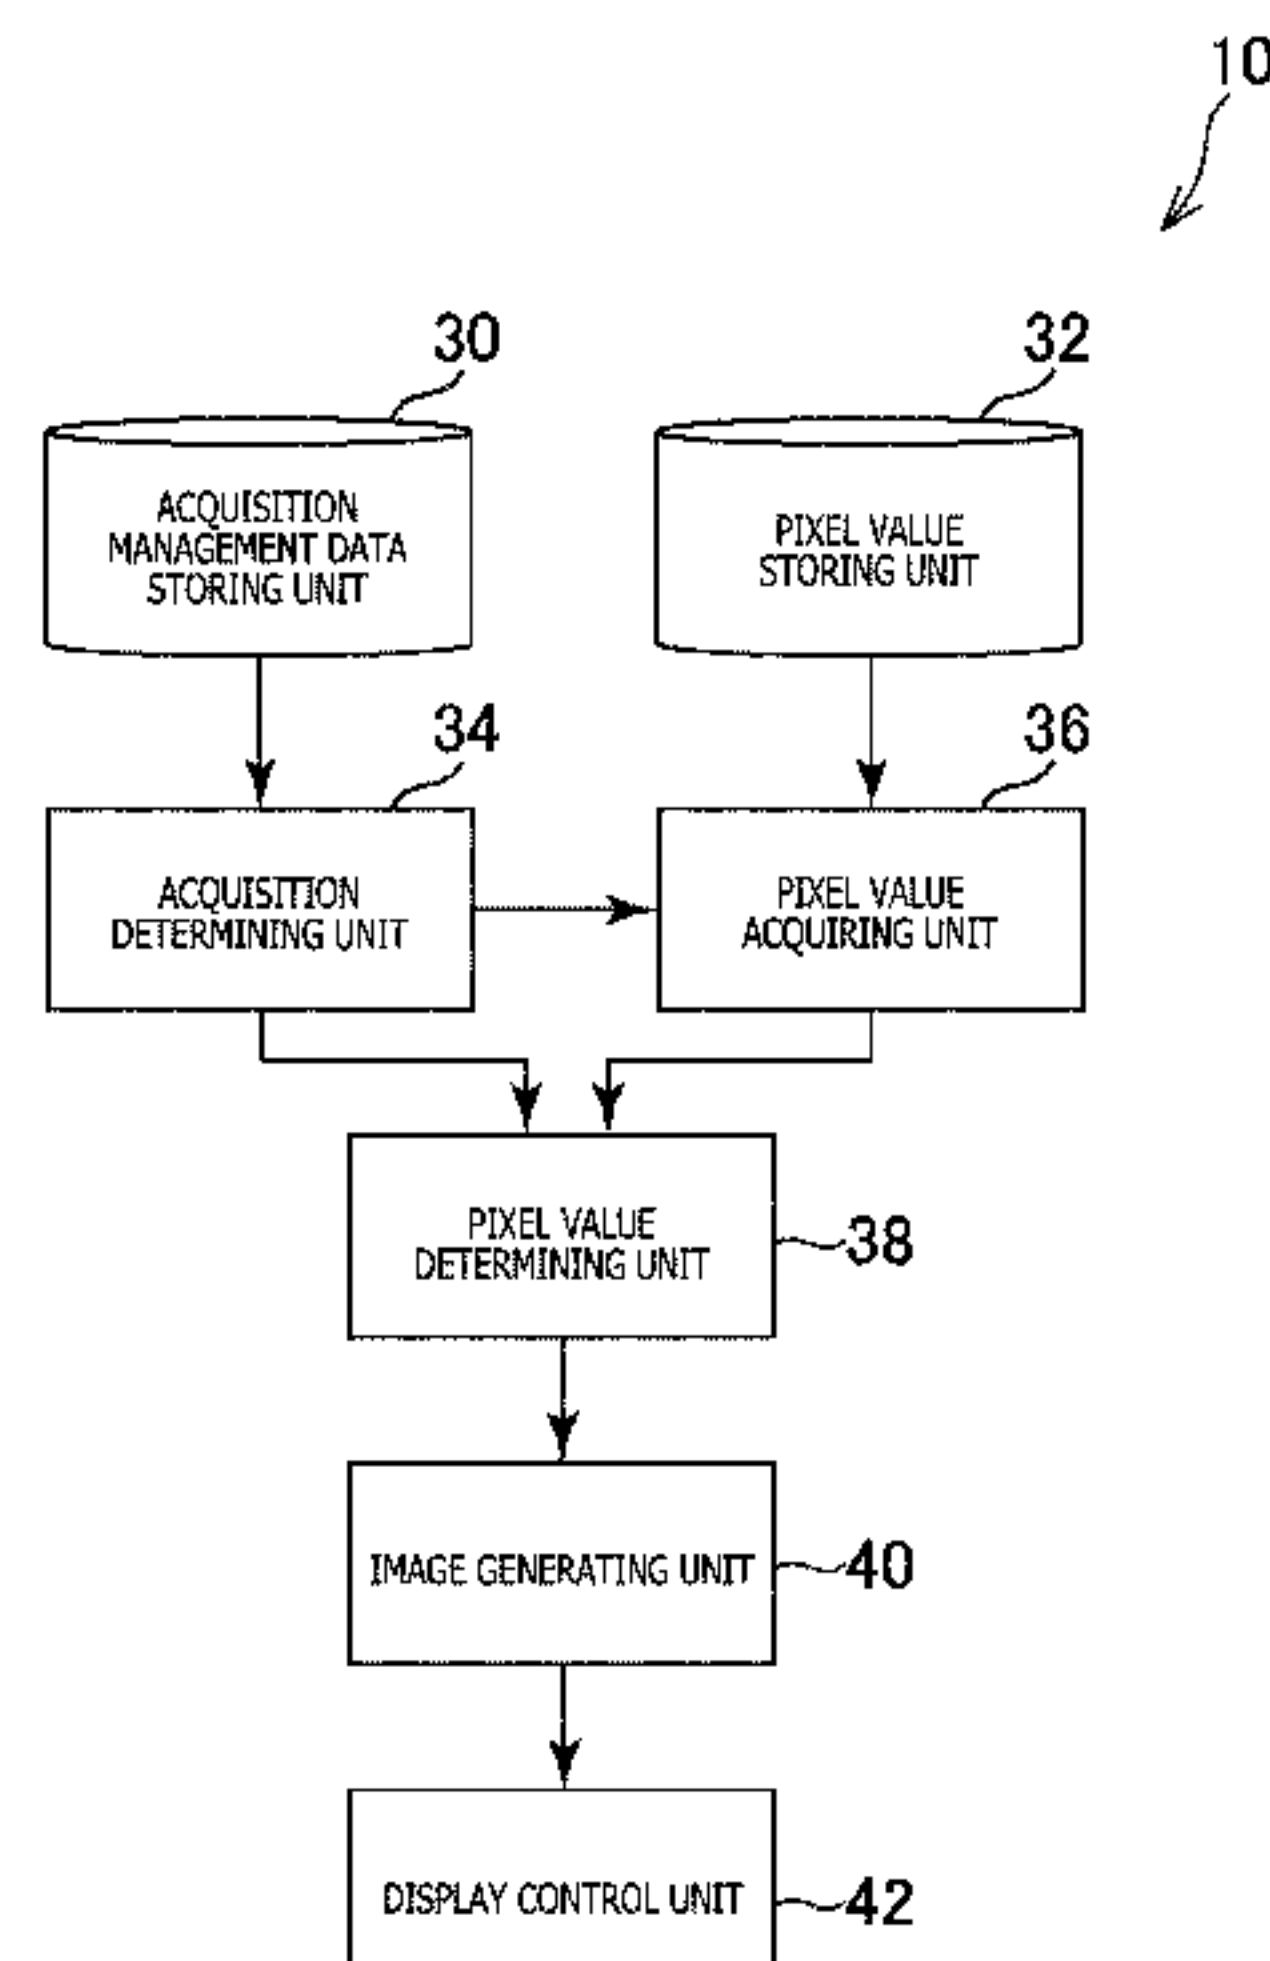 10
30
32
ACQUISITION
MANAGEMENT DATA
STORING UNIT
PIXEL VALUE
STORING UNIT
34
36
ACQUISITION
DETERMINING UNIT
PIXEL VALUE
ACQUIRING UNIT
PIXEL VALUE
DETERMINING UNIT
38
IMAGE GENERATING UNIT
40
DISPLAY CONTROL UNIT
42